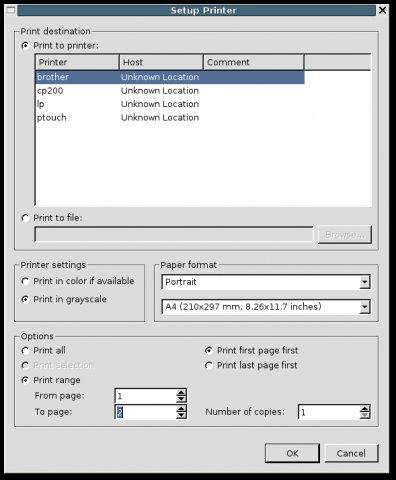 Setup Printer
Print destination
Print to printer:
Printer Host Comment
brother Unknown Location
cp200 Unknown Location
lp Unknown Location
ptouch Unknown Location
Print to file:
Browse...
Printer settings
Print in color if available
Print in grayscale
Paper format
Portrait
A4 (210x297 mm, 8.26x11.7 inches)
Options
Print all
Print selection
Print range
From page: 1
To page: 2
Print first page first
Print last page first
Number of copies: 1
OK
Cancel